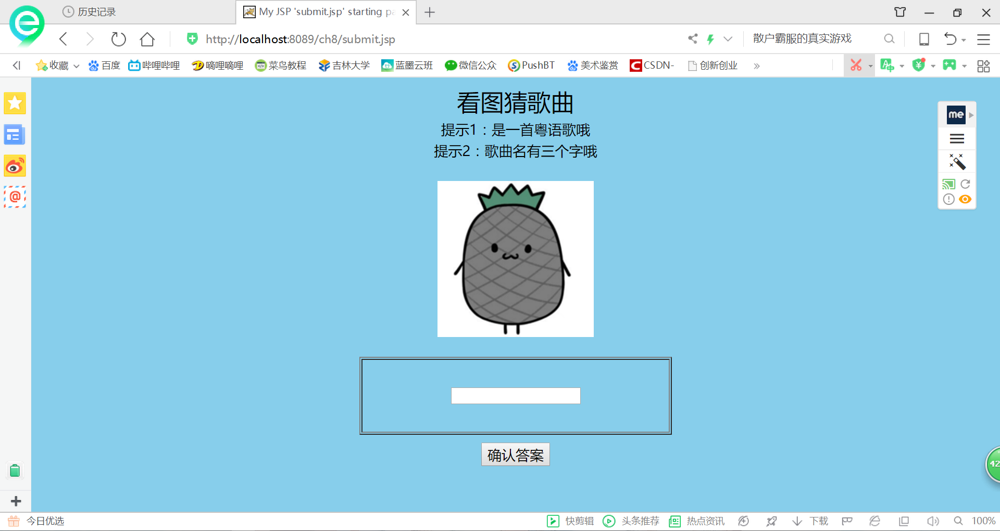 历史记录
My JSP 'submit.jsp' starting pa
http://localhost:8089/ch8/submit.jsp
散户霸服的真实游戏
收藏 百度 哔哩哔哩 嘀哩嘀哩 菜鸟教程 吉林大学 蓝墨云班 微信公众 PushBT 美术鉴赏 CSDN- 创新创业 »
看图猜歌曲
提示1：是一首粤语歌哦
提示2：歌曲名有三个字哦
me
确认答案
42
今日优选
快剪辑 头条推荐 热点资讯 下载 100%